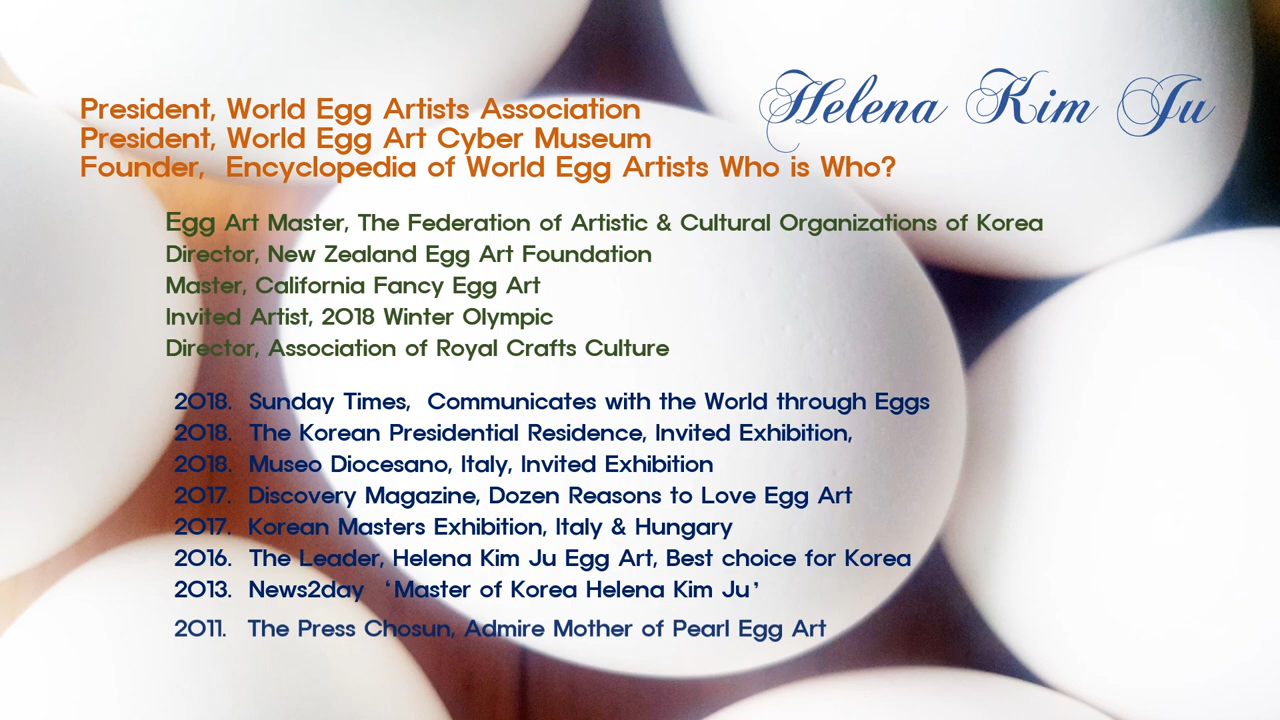 Helena Kim Ju
President, World Egg Artists Association
President, World Egg Art Cyber Museum
Founder, Encyclopedia of World Egg Artists Who is Who?
Egg Art Master, The Federation of Artistic & Cultural Organizations of Korea
Director, New Zealand Egg Art Foundation
Master, California Fancy Egg Art
Invited Artist, 2018 Winter Olympic
Director, Association of Royal Crafts Culture
2018. Sunday Times, Communicates with the World through Eggs
2018. The Korean Presidential Residence, Invited Exhibition,
2018. Museo Diocesano, Italy, Invited Exhibition
2017. Discovery Magazine, Dozen Reasons to Love Egg Art
2017. Korean Masters Exhibition, Italy & Hungary
2016. The Leader, Helena Kim Ju Egg Art, Best choice for Korea
2013. News2day ‘Master of Korea Helena Kim Ju’
2011. The Press Chosun, Admire Mother of Pearl Egg Art